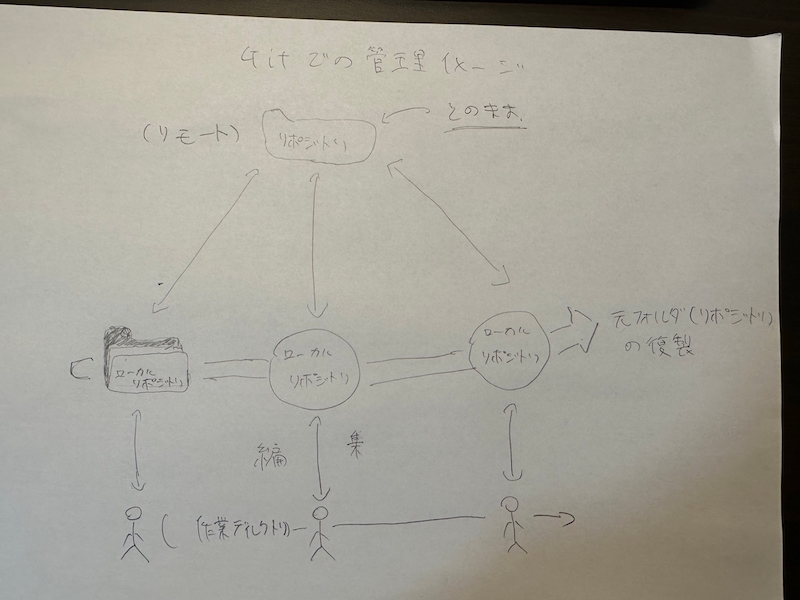 Gitでの管理イメージ
(リモート)
リポジトリ
そのまま.
ローカル
リポジトリ
ローカル
リポジトリ
ローカル
リポジトリ
元フォルダ(リポジトリ)
の複製
編集
(作業ディレクトリ)